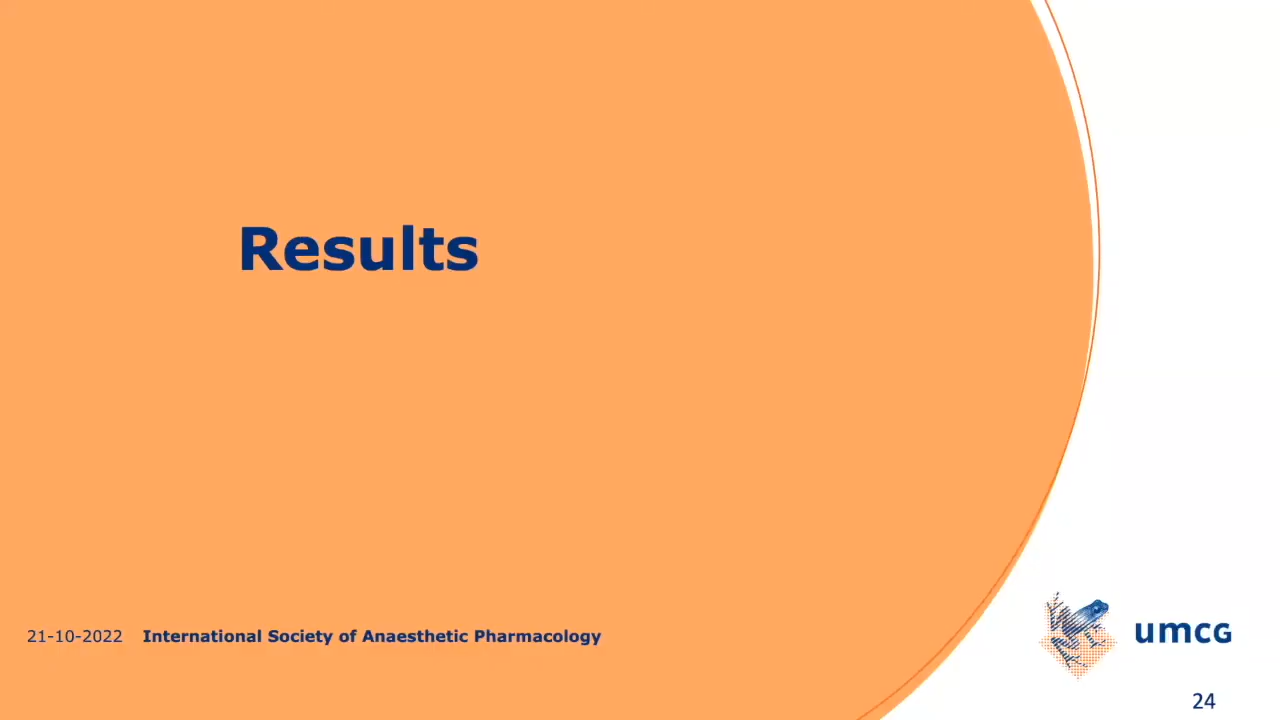 Results
21-10-2022 International Society of Anaesthetic Pharmacology
umcg
24